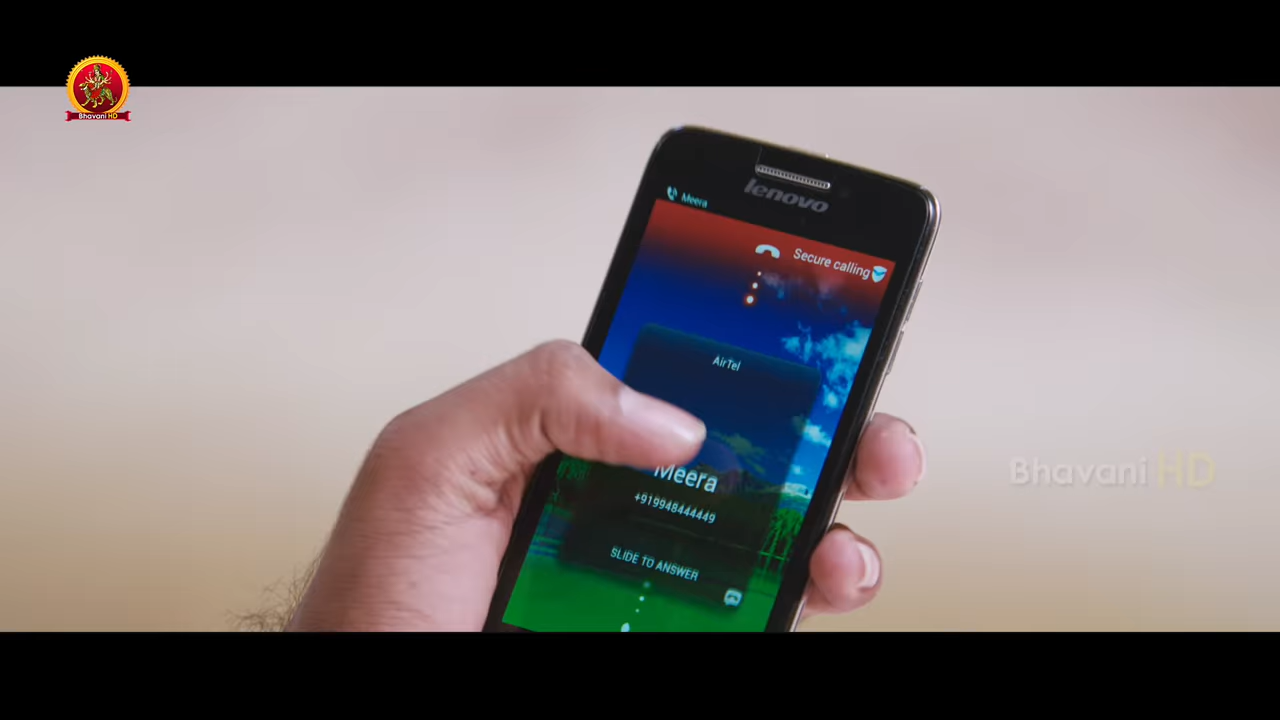 Bhavani HD
lenovo
Meera
Secure calling
AirTel
Meera
+919948444449
SLIDE TO ANSWER
Bhavani HD